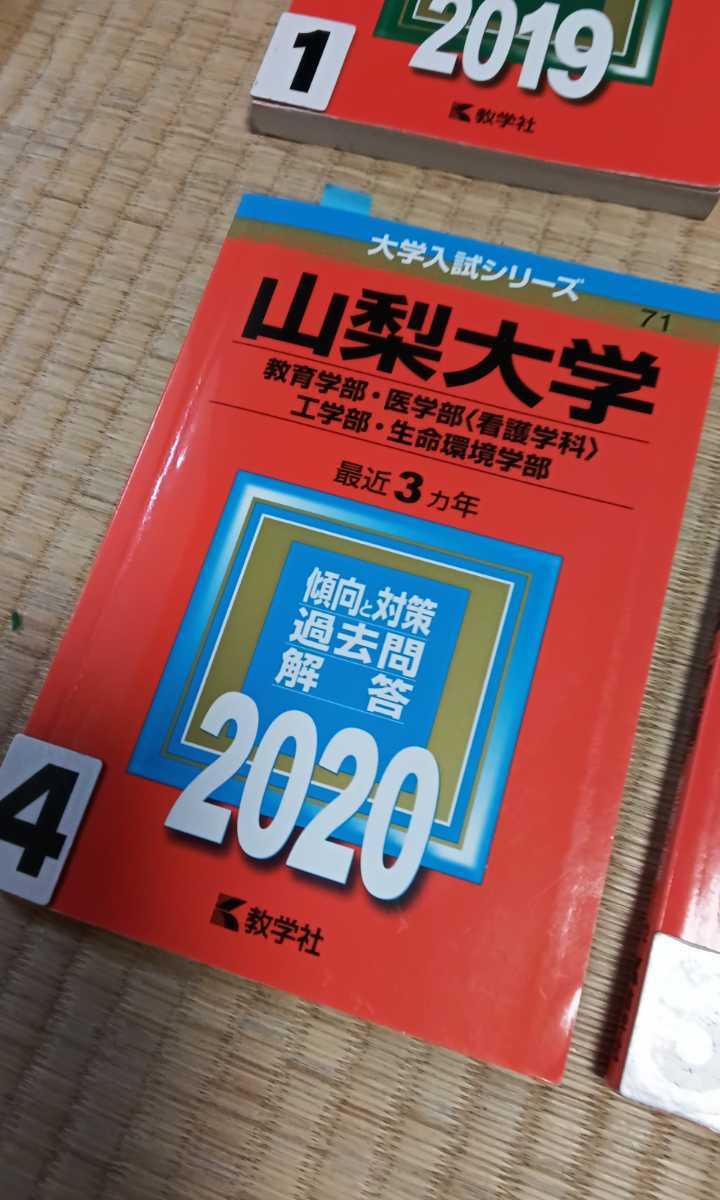 2019
1
教学社
大学入試シリーズ
71
山梨大学
教育学部・医学部〈看護学科〉
工学部・生命環境学部
最近3カ年
傾向と対策
過去問
解答
2020
4
教学社